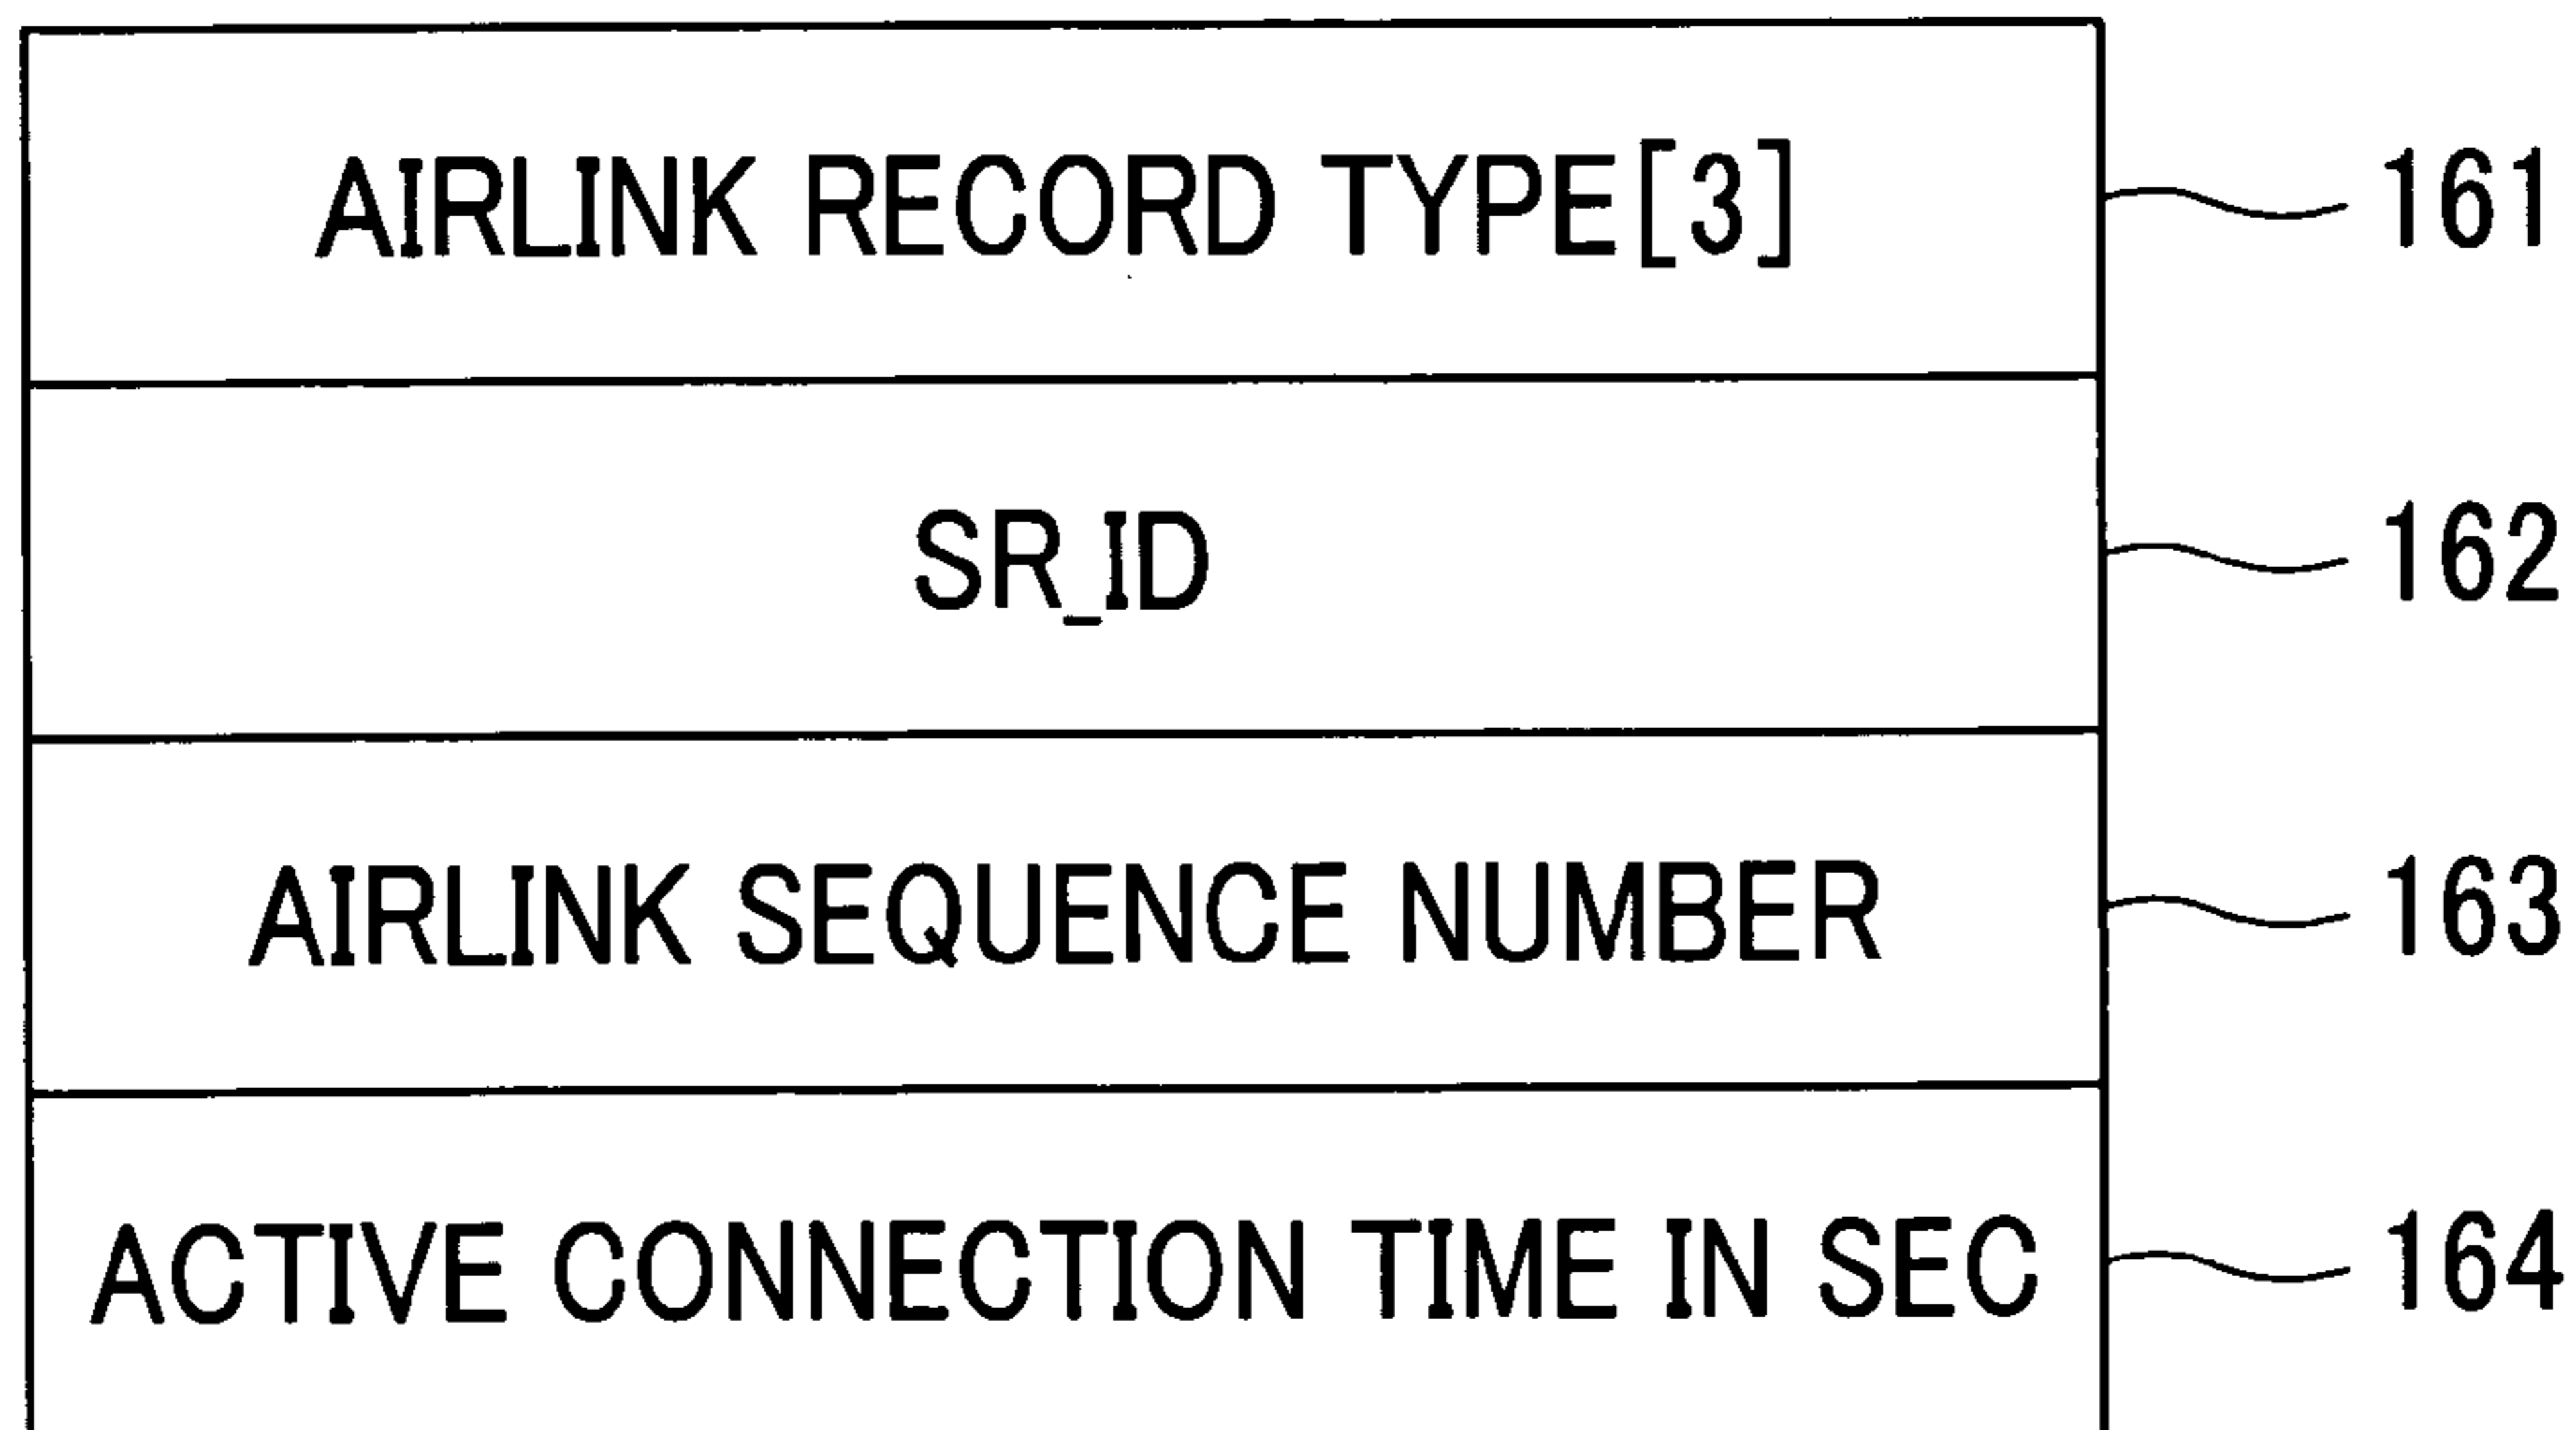 AIRLINK RECORD TYPE[3] 161
SR_ID 162
AIRLINK SEQUENCE NUMBER 163
ACTIVE CONNECTION TIME IN SEC 164